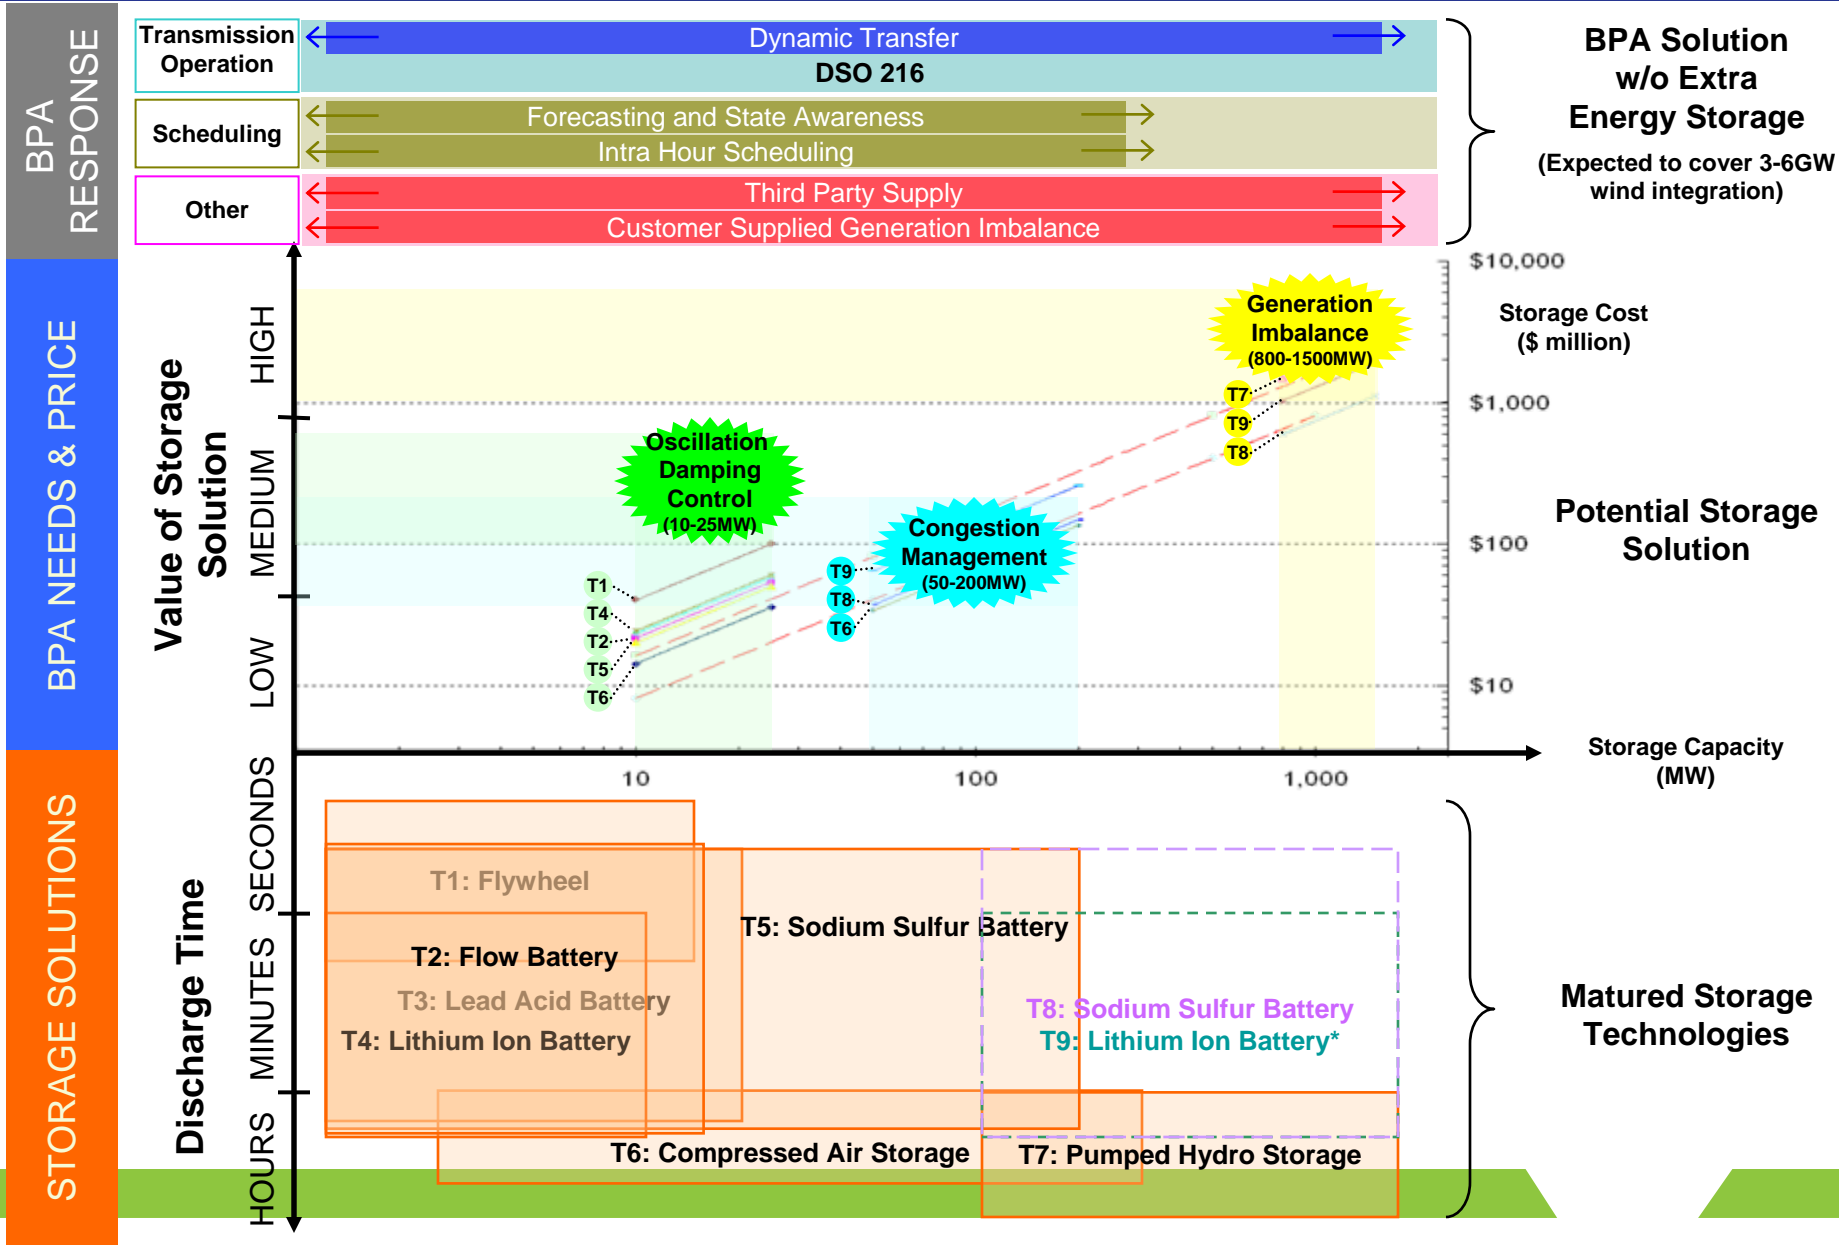 BPA
RESPONSE
Transmission
Operation
Dynamic Transfer
DSO 216
Scheduling
Forecasting and State Awareness
Intra Hour Scheduling
Other
Third Party Supply
Customer Supplied Generation Imbalance
BPA Solution
w/o Extra
Energy Storage
(Expected to cover 3-6GW
wind integration)
BPA NEEDS & PRICE
Value of Storage
Solution
HIGH
MEDIUM
LOW
Generation
Imbalance
(800-1500MW)
T7
T9
T8
Oscillation
Damping
Control
(10-25MW)
T1
T4
T2
T5
T6
Congestion
Management
(50-200MW)
T9
T8
T6
$10,000
$1,000
$100
$10
Storage Cost
($ million)
Potential Storage
Solution
10
100
1,000
Storage Capacity
(MW)
STORAGE SOLUTIONS
Discharge Time
SECONDS
MINUTES
HOURS
T1: Flywheel
T5: Sodium Sulfur Battery
T2: Flow Battery
T3: Lead Acid Battery
T4: Lithium Ion Battery
T8: Sodium Sulfur Battery
T9: Lithium Ion Battery*
T6: Compressed Air Storage
T7: Pumped Hydro Storage
Matured Storage
Technologies